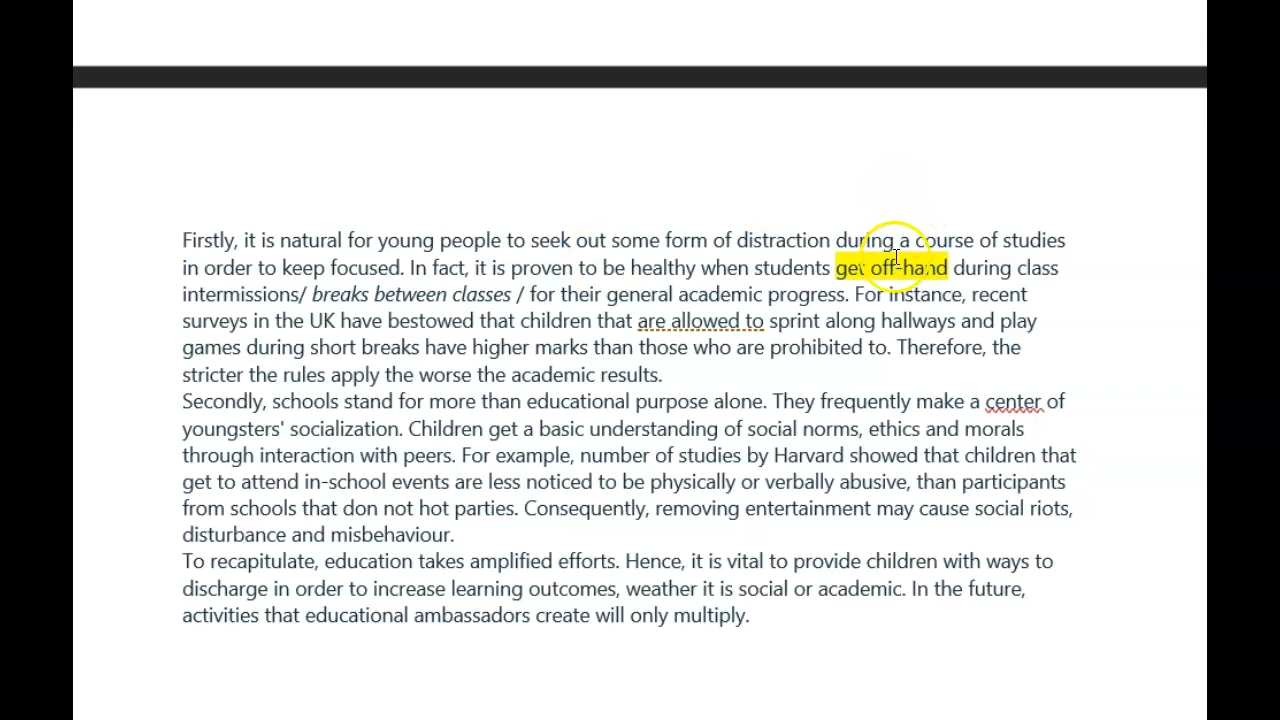 Firstly, it is natural for young people to seek out some form of distraction during a course of studies
in order to keep focused. In fact, it is proven to be healthy when students get off-hand during class
intermissions/ breaks between classes / for their general academic progress. For instance, recent
surveys in the UK have bestowed that children that are allowed to sprint along hallways and play
games during short breaks have higher marks than those who are prohibited to. Therefore, the
stricter the rules apply the worse the academic results.
Secondly, schools stand for more than educational purpose alone. They frequently make a center of
youngsters' socialization. Children get a basic understanding of social norms, ethics and morals
through interaction with peers. For example, number of studies by Harvard showed that children that
get to attend in-school events are less noticed to be physically or verbally abusive, than participants
from schools that don not hot parties. Consequently, removing entertainment may cause social riots,
disturbance and misbehaviour.
To recapitulate, education takes amplified efforts. Hence, it is vital to provide children with ways to
discharge in order to increase learning outcomes, weather it is social or academic. In the future,
activities that educational ambassadors create will only multiply.